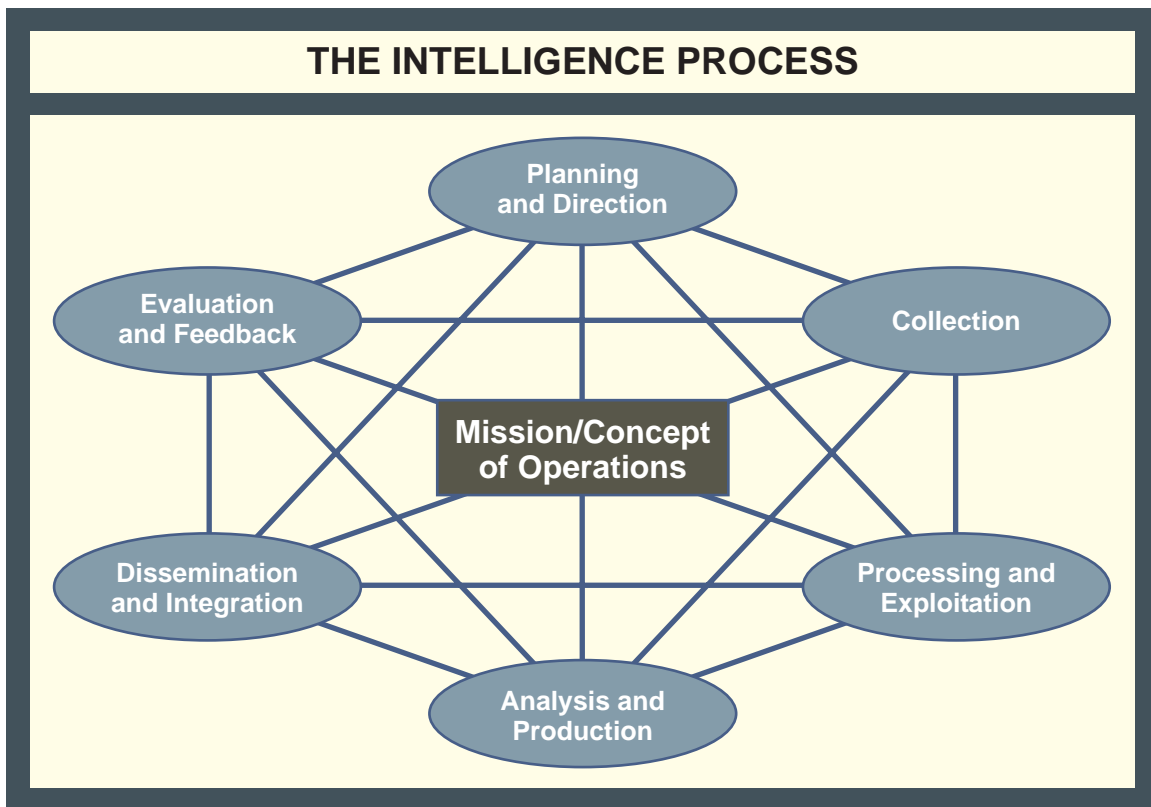 THE INTELLIGENCE PROCESS
Planning
and Direction
Evaluation
and Feedback
Collection
Mission/Concept
of Operations
Dissemination
and Integration
Processing and
Exploitation
Analysis and
Production